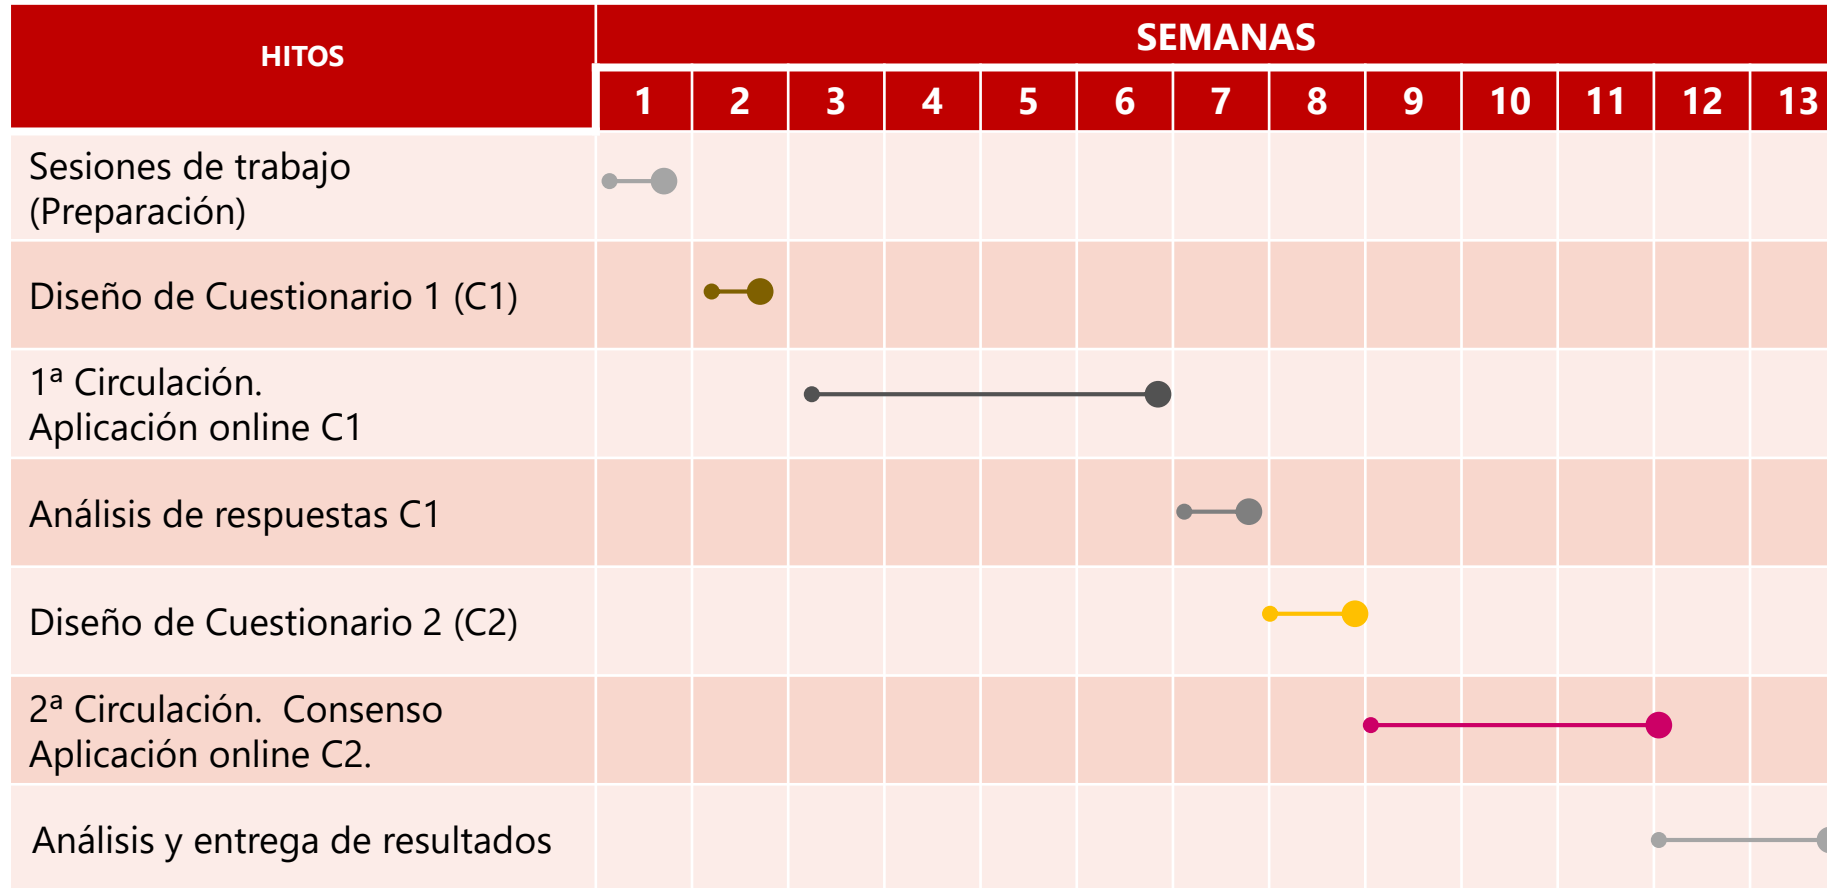 HITOS
SEMANAS
1 2 3 4 5 6 7 8 9 10 11 12 13
Sesiones de trabajo
(Preparación)
Diseño de Cuestionario 1 (C1)
1ª Circulación.
Aplicación online C1
Análisis de respuestas C1
Diseño de Cuestionario 2 (C2)
2ª Circulación.  Consenso
Aplicación online C2.
Análisis y entrega de resultados